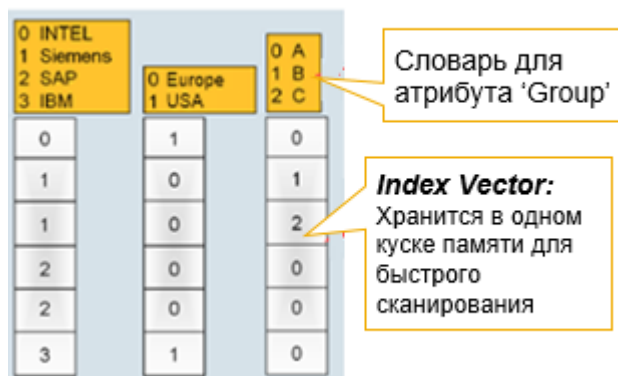 0 INTEL
1 Siemens
2 SAP
3 IBM
0 Europe
1 USA
0 A
1 B
2 C
Словарь для
атрибута ‘Group’
0 1 0
1 0 1
1 0 2
2 0 0
2 0 0
3 1 0
Index Vector:
Хранится в одном
куске памяти для
быстрого
сканирования